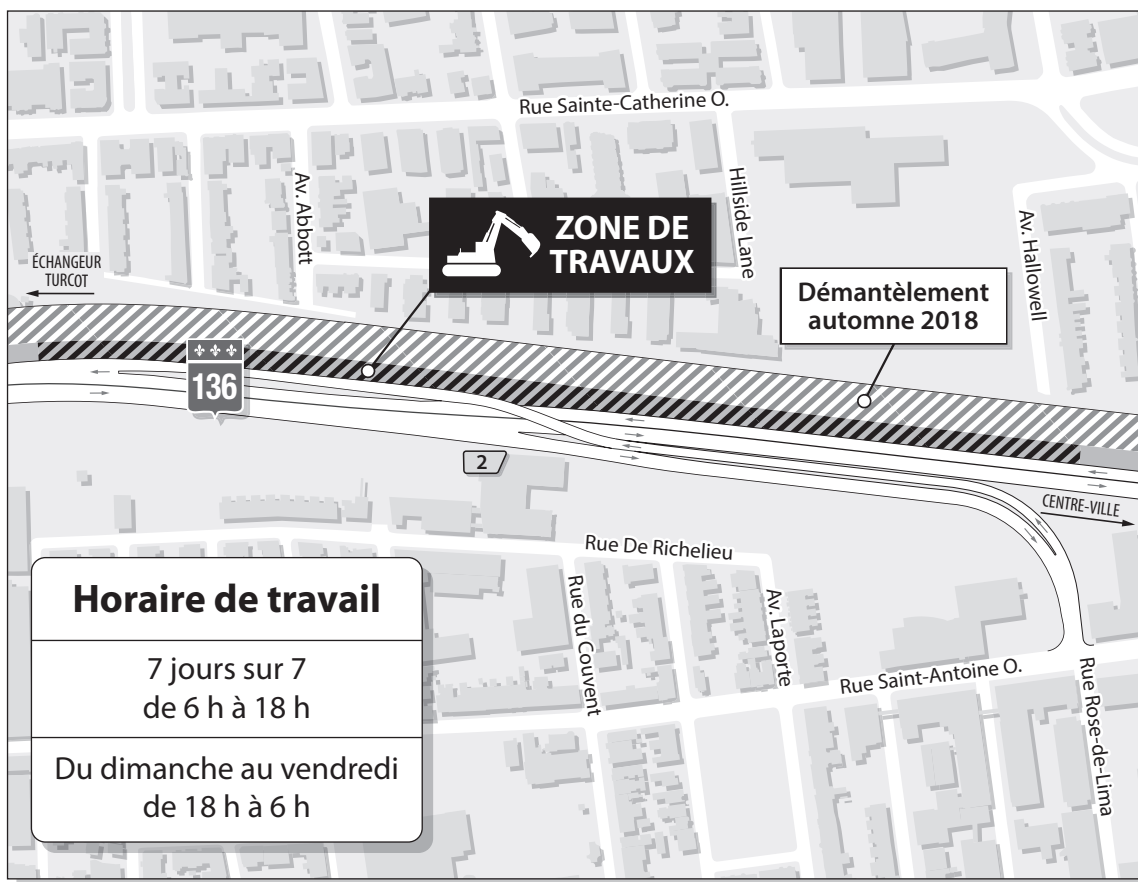 Rue Sainte-Catherine O.
Av. Abbott
Hillside Lane
Av. Hallowell
ZONE DE
TRAVAUX
ÉCHANGEUR
TURCOT
Démantèlement
automne 2018
136
2
CENTRE-VILLE
Rue De Richelieu
Rue du Couvent
Av. Laporte
Rue Saint-Antoine O.
Rue Rose-de-Lima
Horaire de travail
7 jours sur 7
de 6 h à 18 h
Du dimanche au vendredi
de 18 h à 6 h